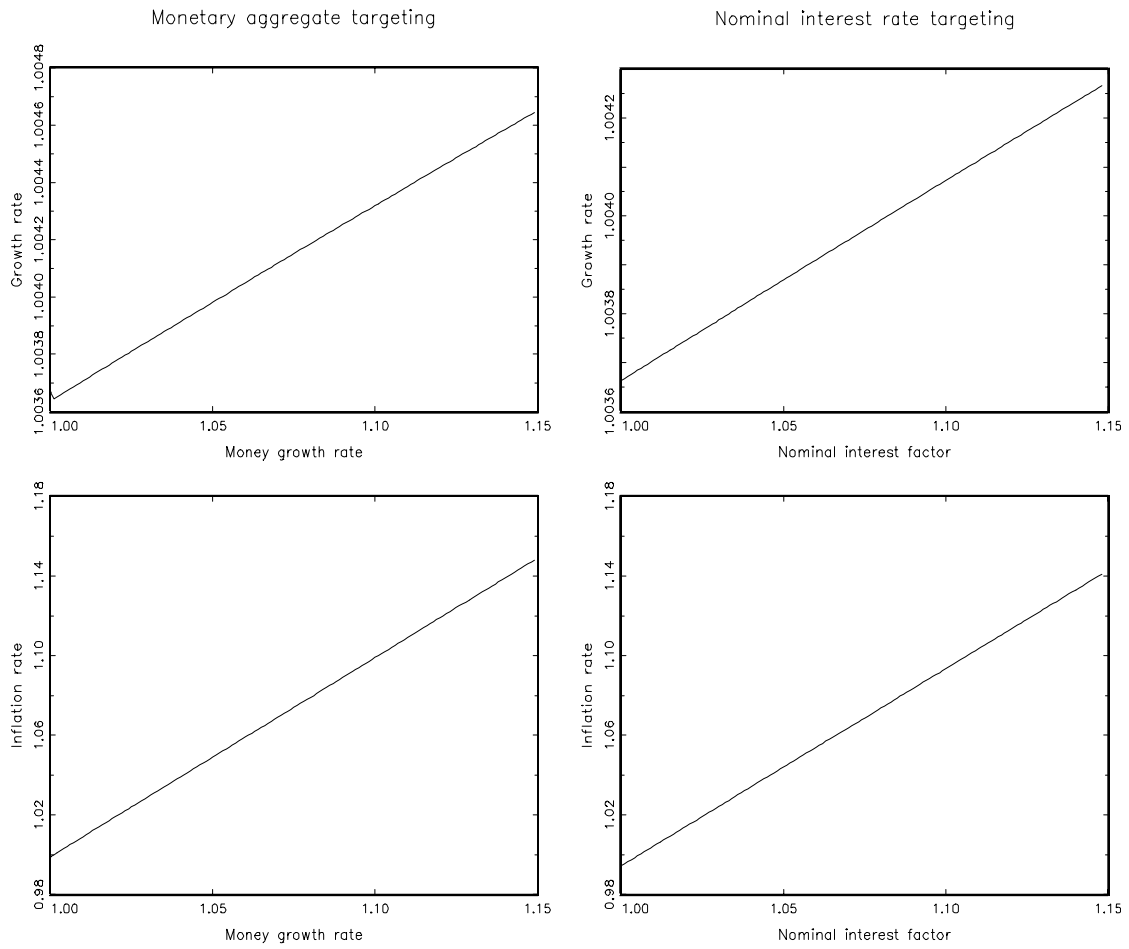 Monetary aggregate targeting
Growth rate
1.0048
1.0046
1.0044
1.0042
1.0040
1.0038
1.0036
1.00 1.05 1.10 1.15
Money growth rate
Nominal interest rate targeting
Growth rate
1.0042
1.0040
1.0038
1.0036
1.00 1.05 1.10 1.15
Nominal interest factor
Inflation rate
1.18
1.14
1.10
1.06
1.02
0.98
1.00 1.05 1.10 1.15
Money growth rate
Inflation rate
1.18
1.14
1.10
1.06
1.02
0.98
1.00 1.05 1.10 1.15
Nominal interest factor